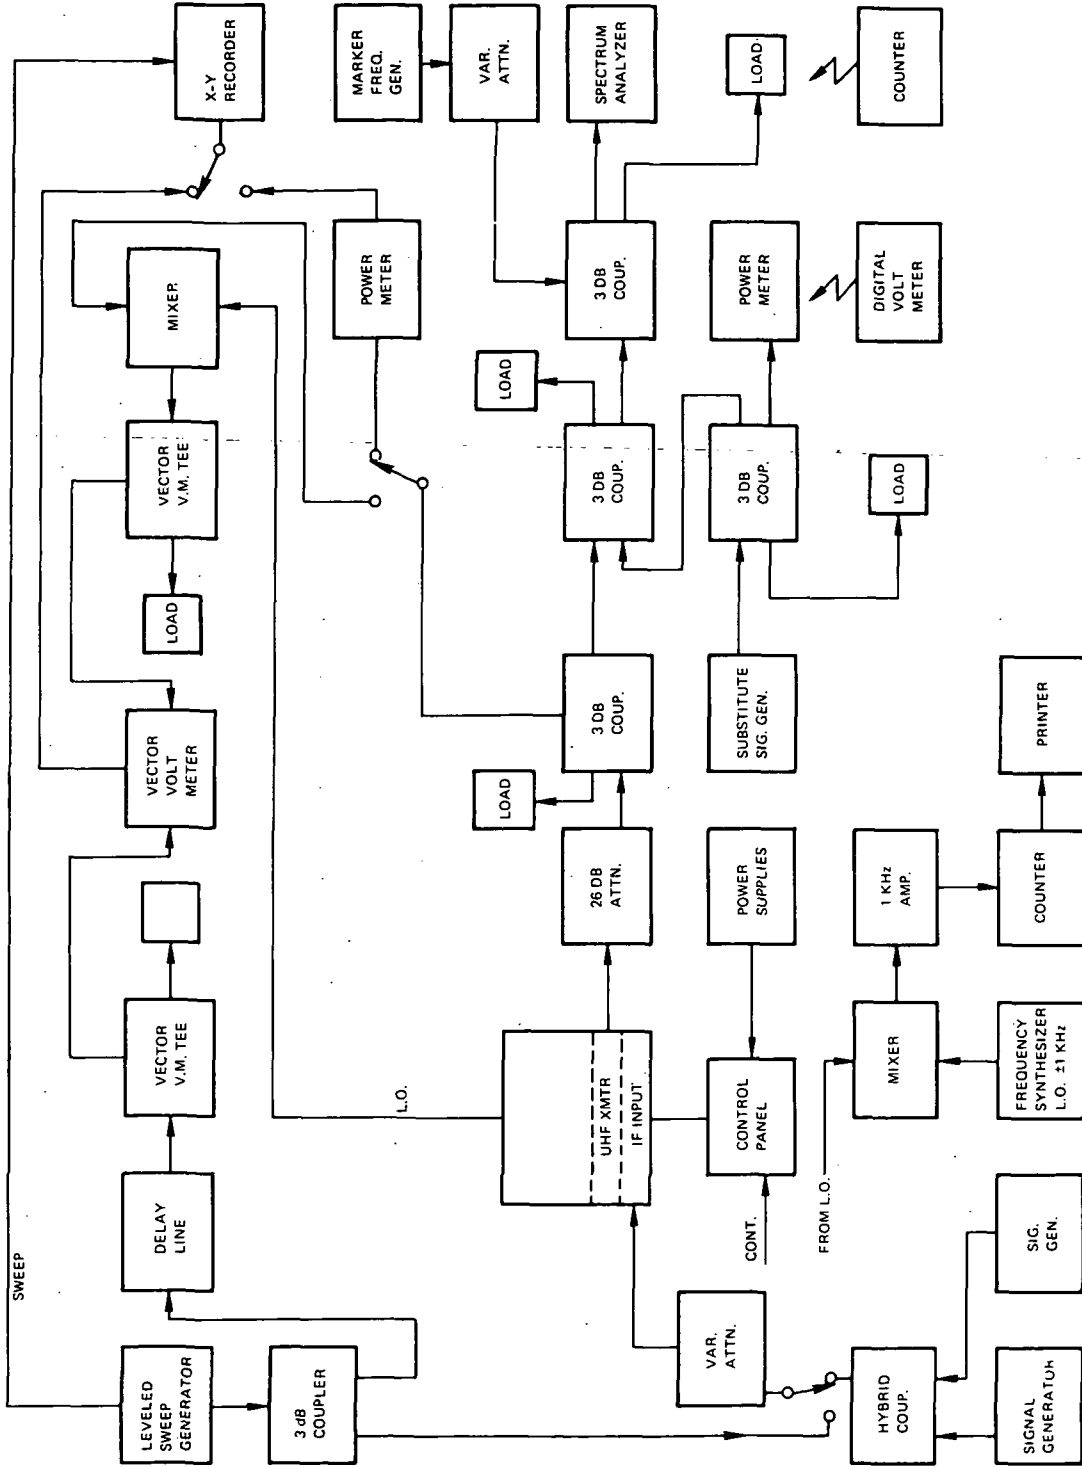 SWEEP
LEVELED
SWEEP
GENERATOR
DELAY
LINE
VECTOR
V.M. TEE
VECTOR
VOLT
METER
LOAD
VECTOR
V.M. TEE
MIXER
X-Y
RECORDER
3 dB
COUPLER
L.O.
POWER
METER
MARKER
FREQ.
GEN.
LOAD
LOAD
VAR.
ATTN.
UHF XMTR
IF INPUT
26 DB
ATTN.
3 DB
COUP.
3 DB
COUP.
3 DB
COUP.
SPECTRUM
ANALYZER
VAR.
ATTN.
CONT.
CONTROL
PANEL
POWER
SUPPLIES
SUBSTITUTE
SIG. GEN.
3 DB
COUP.
POWER
METER
LOAD.
HYBRID
COUP.
FROM L.O.
MIXER
1 KHz
AMP.
LOAD
DIGITAL
VOLT
METER
COUNTER
SIGNAL
GENERATOR
SIG.
GEN.
FREQUENCY
SYNTHESIZER
L.O. ±1 KHz
COUNTER
PRINTER